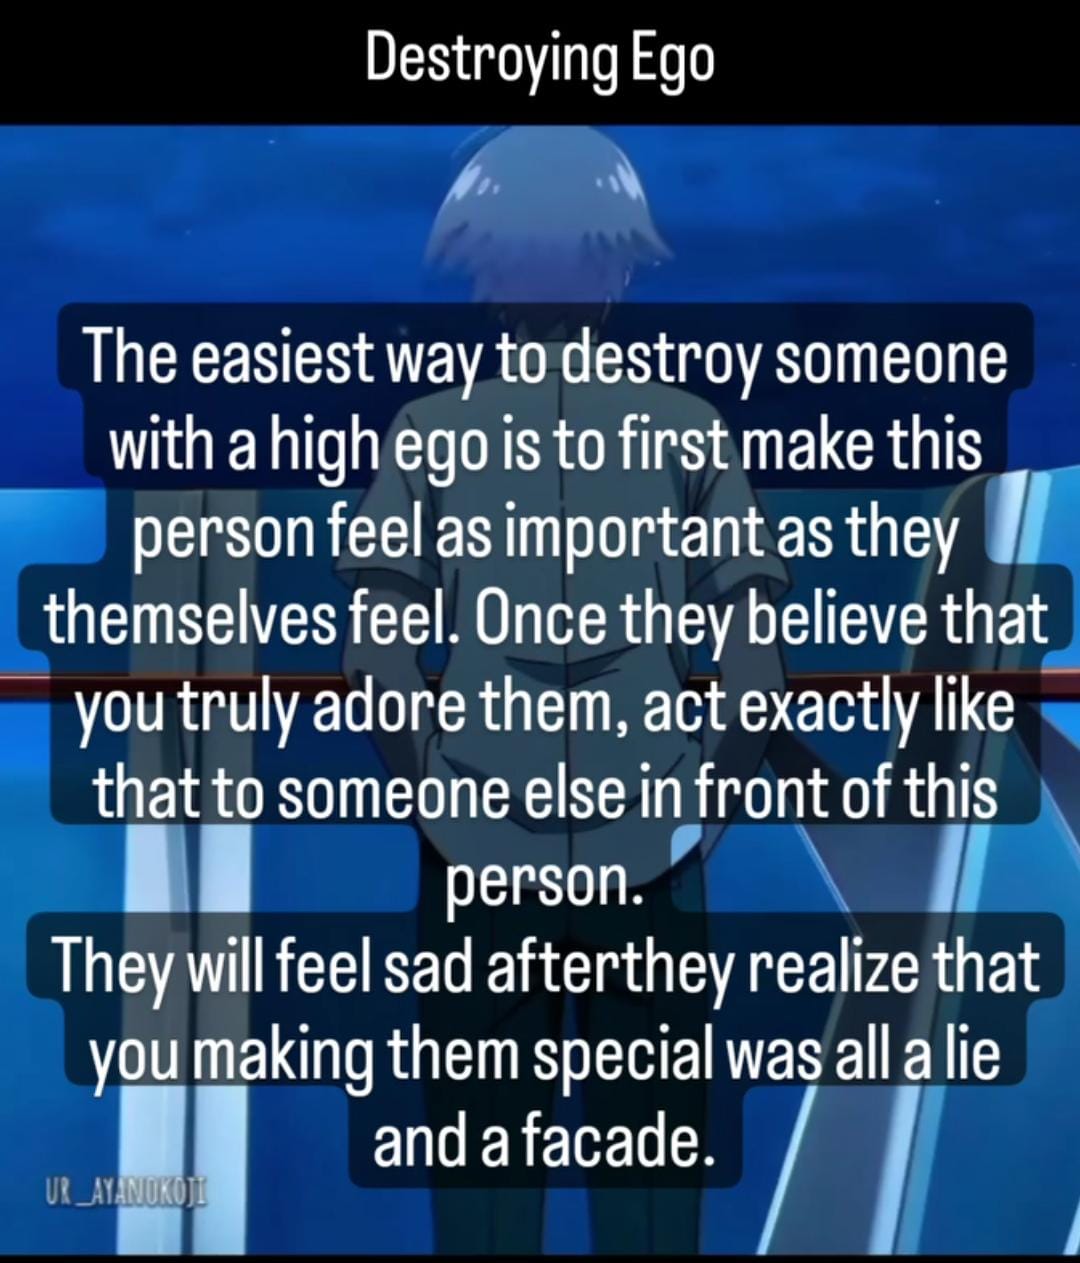 Destroying Ego
The easiest way to destroy someone
with a high ego is to first make this
person feel as important as they
themselves feel. Once they believe that
you truly adore them, act exactly like
that to someone else in front of this
person.
They will feel sad afterthey realize that
you making them special was all a lie
and a facade.
UR_AYANOKOJI